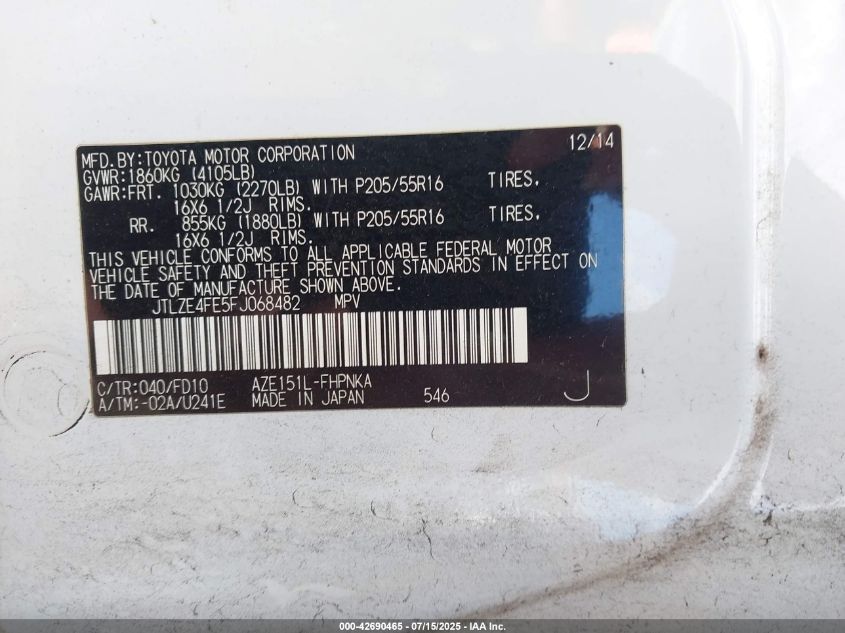 MFD.BY:TOYOTA MOTOR CORPORATION 12/14
GVWR:1860KG (4105LB)
GAWR:FRT. 1030KG (2270LB) WITH P205/55R16 TIRES,
16X6 1/2J RIMS.
RR. 855KG (1880LB) WITH P205/55R16 TIRES,
16X6 1/2J RIMS.
THIS VEHICLE CONFORMS TO ALL APPLICABLE FEDERAL MOTOR
VEHICLE SAFETY AND THEFT PREVENTION STANDARDS IN EFFECT ON
THE DATE OF MANUFACTURE SHOWN ABOVE.
JTLZE4FE5FJ068482 MPV
C/TR:040/FD10 AZE151L-FHPNKA
A/TM:-02A/U241E MADE IN JAPAN 546 J
000-42690465 - 07/15/2025 - IAA Inc.